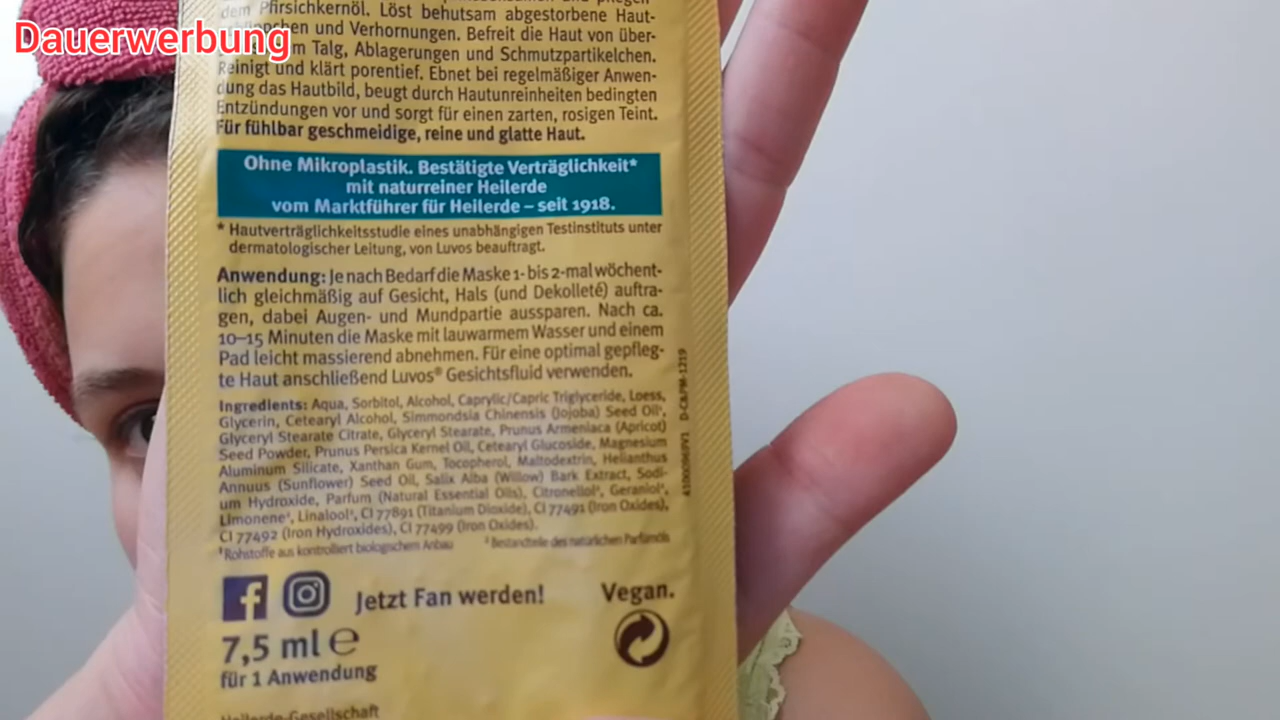 Dauerwerbung
dem Pfirsichkernöl. Löst behutsam abgestorbene Haut-
und Verhornungen. Befreit die Haut von über-
Talg, Ablagerungen und Schmutzpartikelchen.
Reinigt und klärt porentief. Ebnet bei regelmäßiger Anwen-
dung das Hautbild, beugt durch Hautunreinheiten bedingten
Entzündungen vor und sorgt für einen zarten, rosigen Teint.
Für fühlbar geschmeidige, reine und glatte Haut.
Ohne Mikroplastik. Bestätigte Verträglichkeit*
mit naturreiner Heilerde
vom Marktführer für Heilerde – seit 1918.
* Hautverträglichkeitsstudie eines unabhängigen Testinstituts unter
dermatologischer Leitung, von Luvos beauftragt.
Anwendung: Je nach Bedarf die Maske 1- bis 2-mal wöchent-
lich gleichmäßig auf Gesicht, Hals (und Dekolleté) auftra-
gen, dabei Augen- und Mundpartie aussparen. Nach ca.
10–15 Minuten die Maske mit lauwarmem Wasser und einem
Pad leicht massierend abnehmen. Für eine optimal gepfleg-
te Haut anschließend Luvos® Gesichtsfluid verwenden.
Ingredients: Aqua, Sorbitol, Alcohol, Caprylic/Capric Triglyceride, Loess,
Glycerin, Cetearyl Alcohol, Simmondsia Chinensis (Jojoba) Seed Oil¹,
Glyceryl Stearate Citrate, Glyceryl Stearate, Prunus Armeniaca (Apricot)
Seed Powder, Prunus Persica Kernel Oil, Cetearyl Glucoside, Magnesium
Aluminum Silicate, Xanthan Gum, Tocopherol, Maltodextrin, Helianthus
Annuus (Sunflower) Seed Oil, Salix Alba (Willow) Bark Extract, Sodi-
um Hydroxide, Parfum (Natural Essential Oils), Citronellol², Geraniol²,
Limonene², Linalool², CI 77891 (Titanium Dioxide), CI 77491 (Iron Oxides),
CI 77492 (Iron Hydroxides), CI 77499 (Iron Oxides).
¹Rohstoffe aus kontrolliert biologischem Anbau ² Bestandteile des natürlichen Parfümöls
D-C&PM-1219
Jetzt Fan werden! Vegan.
7,5 ml e
für 1 Anwendung
Heilerde-Gesellschaft